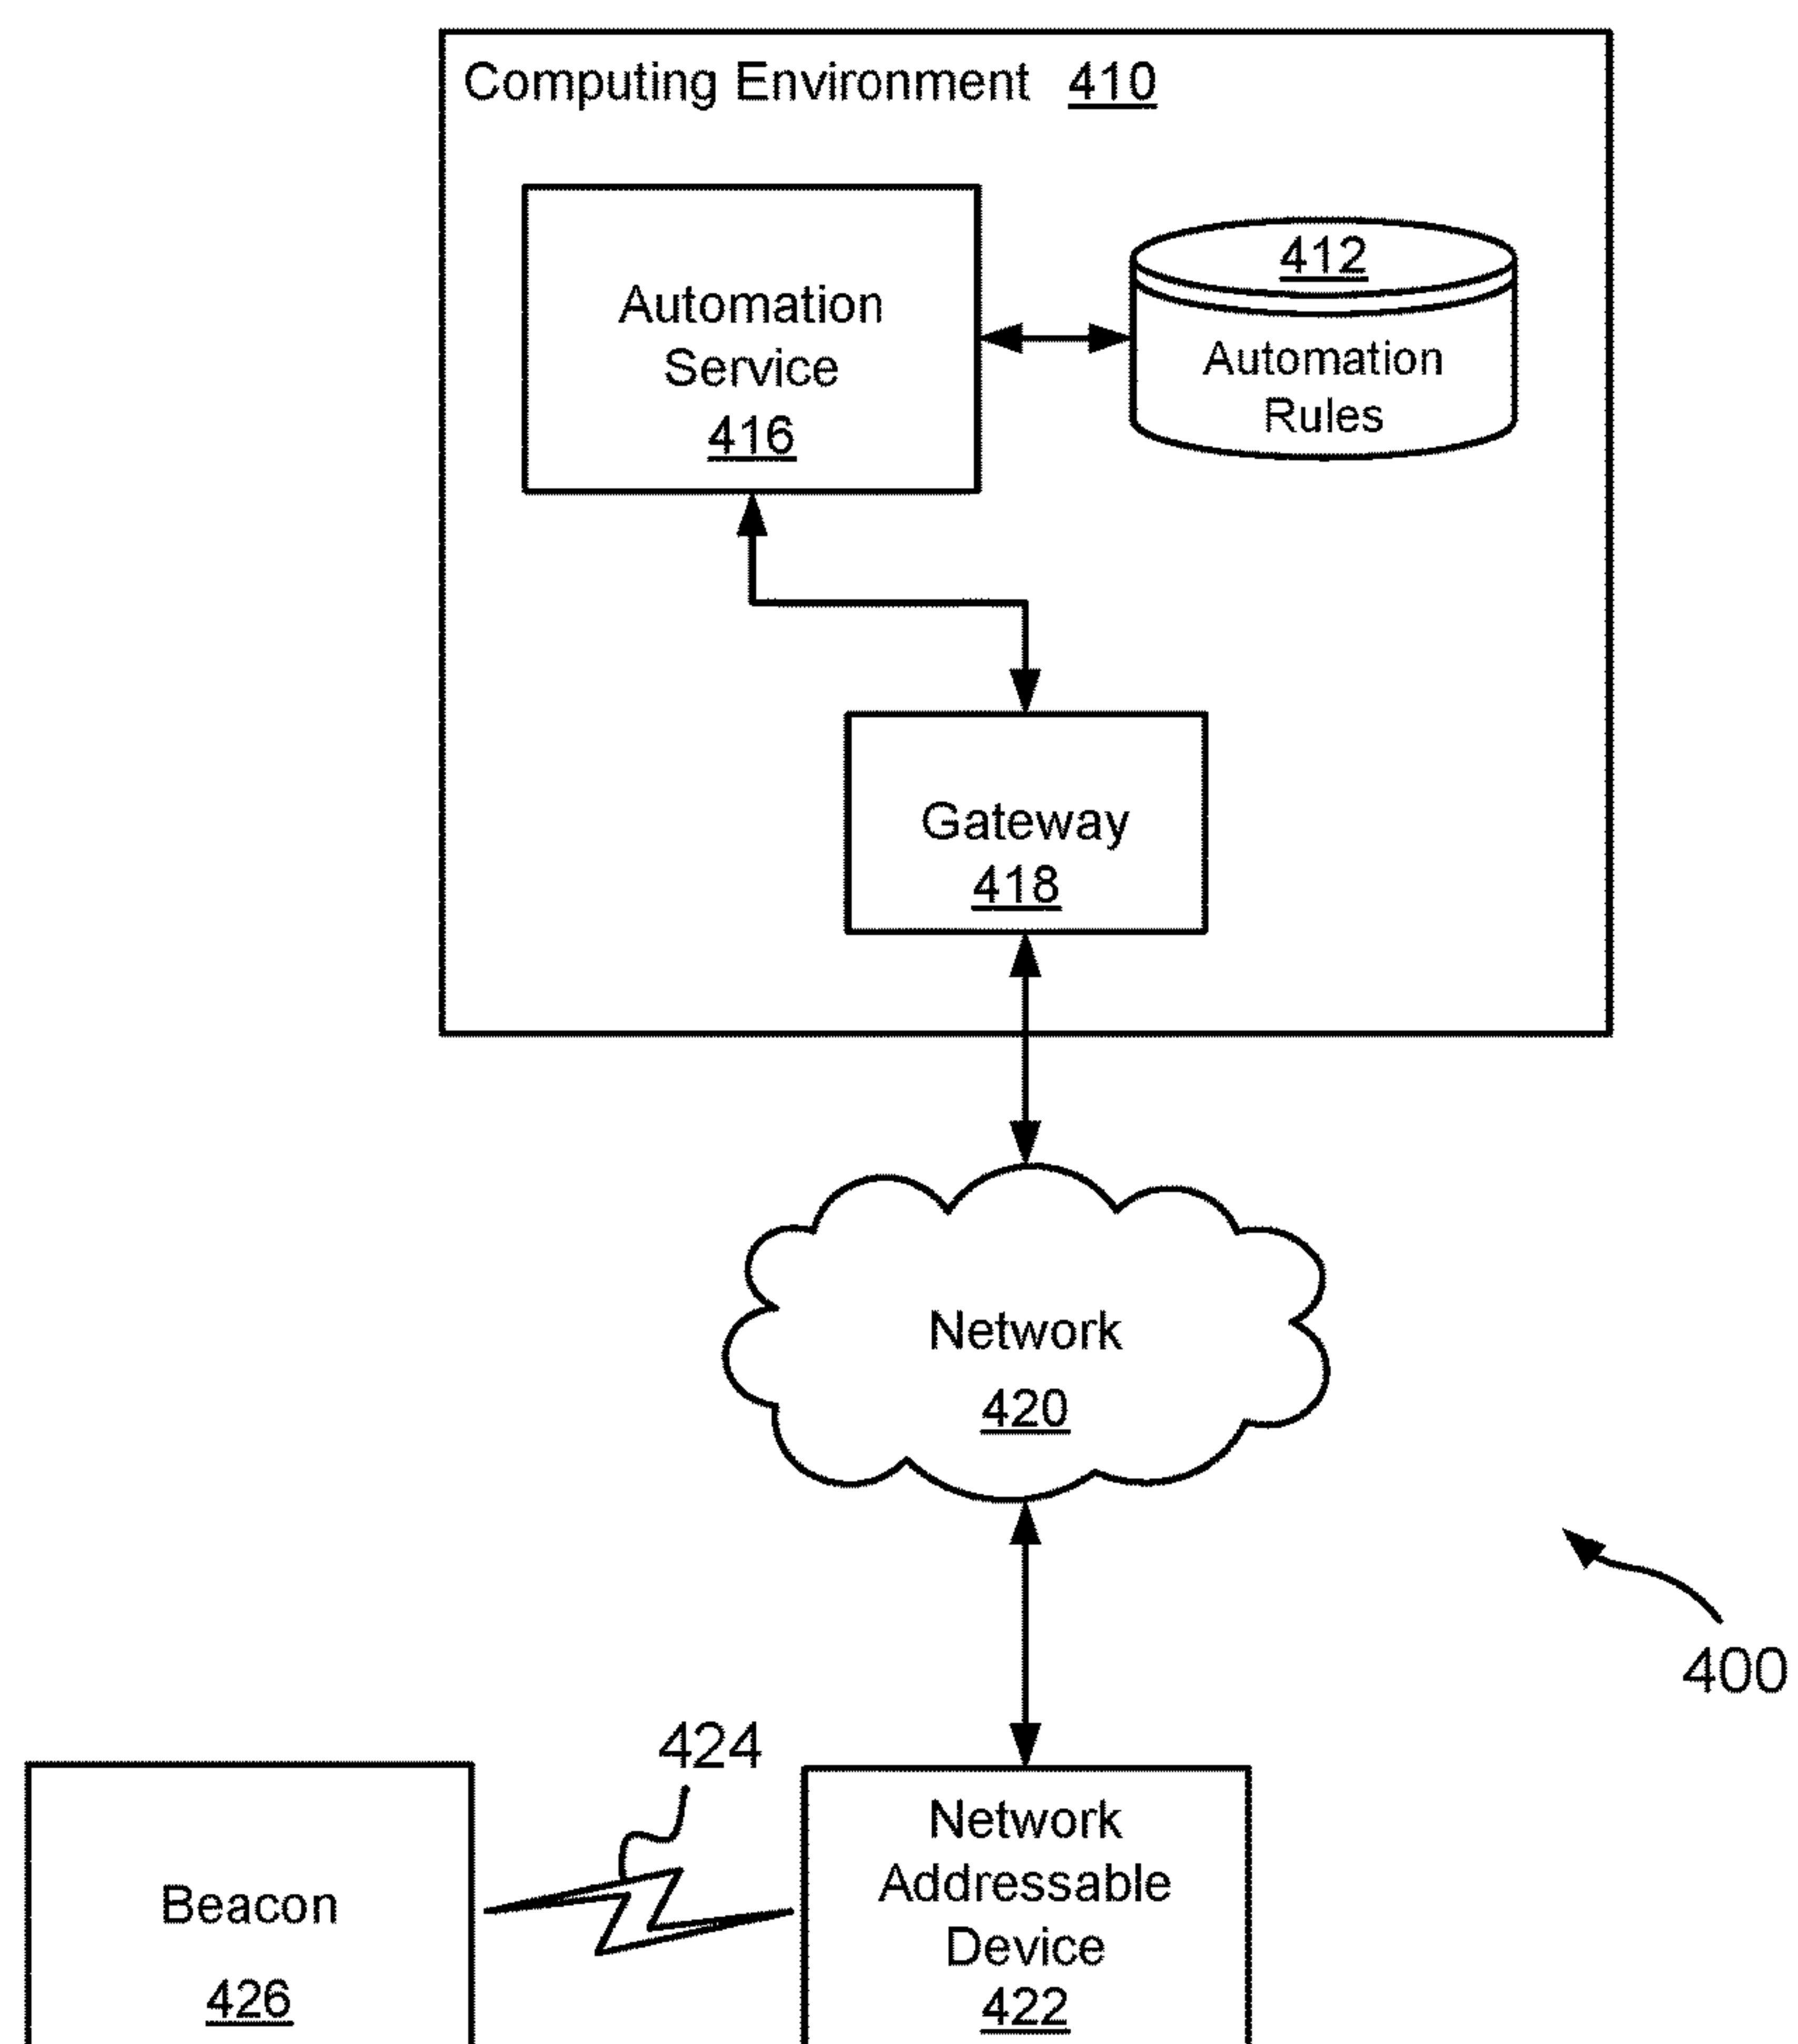 Computing Environment 410
Automation
Service
416
412
Automation
Rules
Gateway
418
Network
420
400
424
Beacon
426
Network
Addressable
Device
422